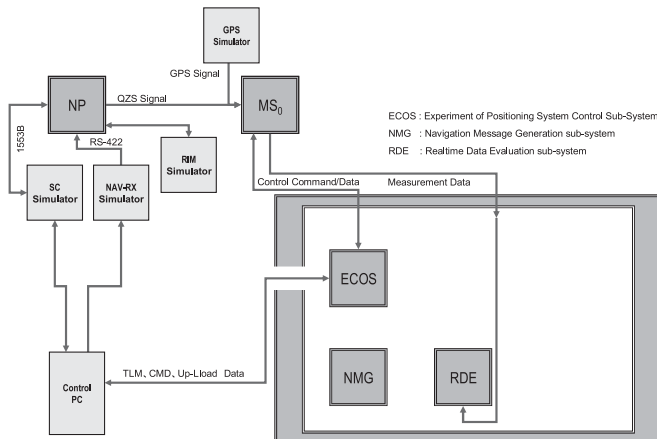 GPS
Simulator
GPS Signal
NP
QZS Signal
MS0
ECOS : Experiment of Positioning System Control Sub-System
NMG : Navigation Message Generation sub-system
RDE : Realtime Data Evaluation sub-system
1553B
RS-422
RIM
Simulator
SC
Simulator
NAV-RX
Simulator
Control Command/Data
Measurement Data
ECOS
TLM、CMD、Up-Lload Data
Control
PC
NMG
RDE